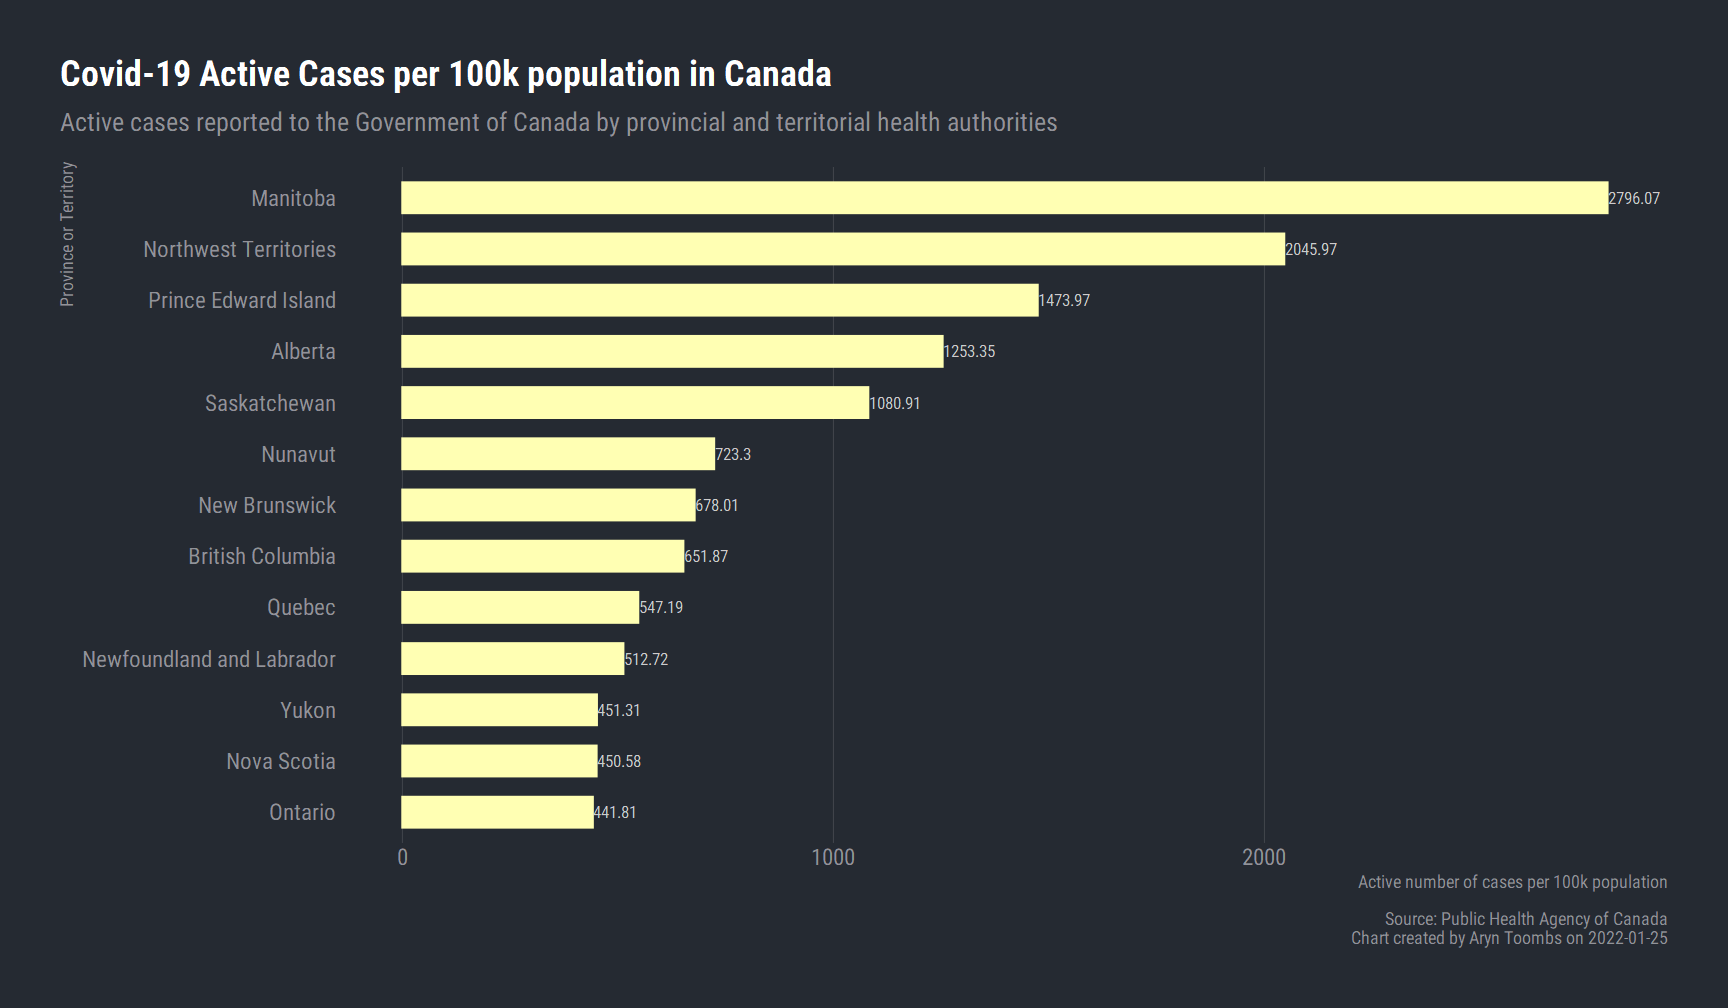 Covid-19 Active Cases per 100k population in Canada
Active cases reported to the Government of Canada by provincial and territorial health authorities
Province or Territory
Manitoba 2796.07
Northwest Territories 2045.97
Prince Edward Island 1473.97
Alberta 1253.35
Saskatchewan 1080.91
Nunavut 723.3
New Brunswick 678.01
British Columbia 651.87
Quebec 547.19
Newfoundland and Labrador 512.72
Yukon 451.31
Nova Scotia 450.58
Ontario 441.81
0 1000 2000
Active number of cases per 100k population
Source: Public Health Agency of Canada
Chart created by Aryn Toombs on 2022-01-25